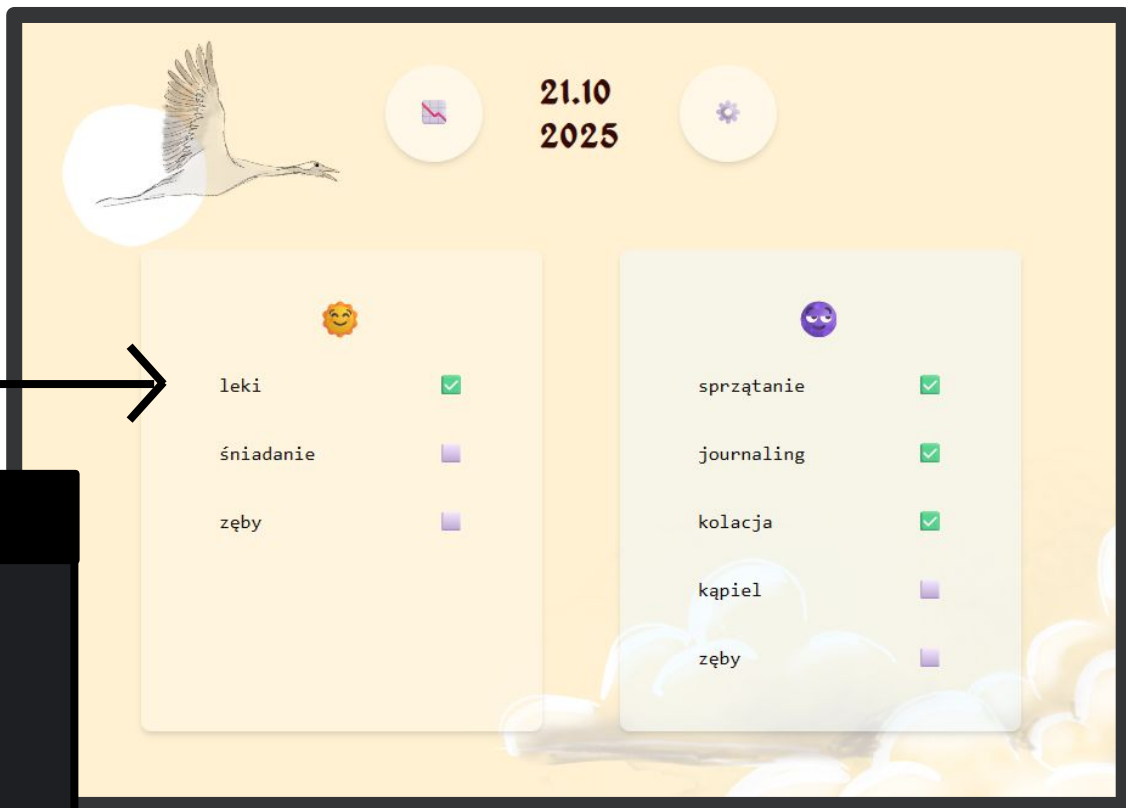 21.10
2025
leki
śniadanie
zęby
sprzątanie
journaling
kolacja
kąpiel
zęby